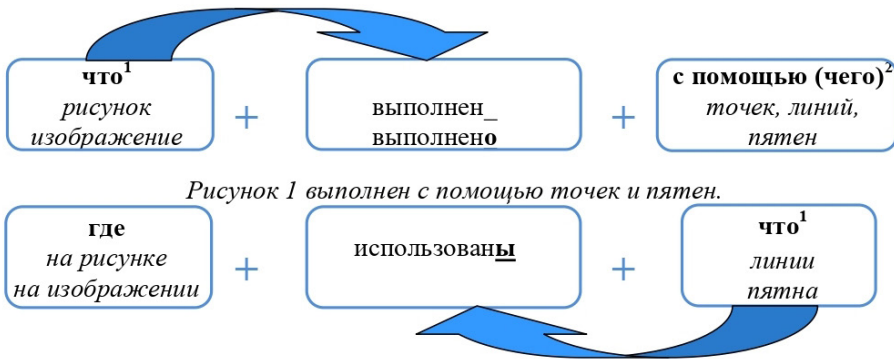 что¹
рисунок
изображение
+
выполнен_
выполнено
+
с помощью (чего)²
точек, линий,
пятен
Рисунок 1 выполнен с помощью точек и пятен.
где
на рисунке
на изображении
+
использованы
+
что¹
линии
пятна